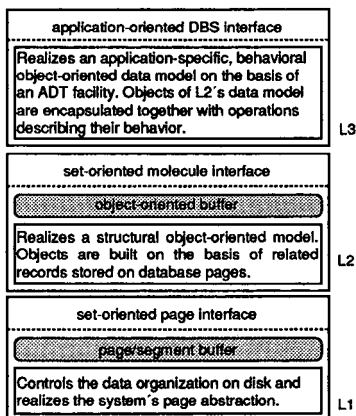 application-oriented DBS interface
Realizes an application-specific, behavioral
object-oriented data model on the basis of
an ADT facility. Objects of L2´s data model
are encapsulated together with operations
describing their behavior.
L3
set-oriented molecule interface
object-oriented buffer
Realizes a structural object-oriented model.
Objects are built on the basis of related
records stored on database pages.
L2
set-oriented page interface
page/segment buffer
Controls the data organization on disk and
realizes the system´s page abstraction.
L1